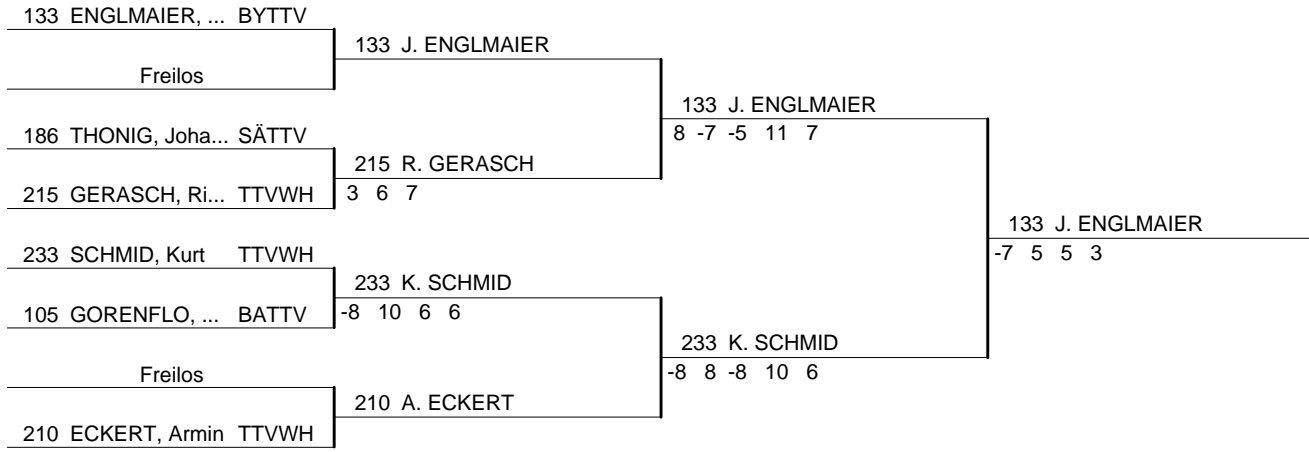 133 ENGLMAIER, ... BYTTV
133 J. ENGLMAIER
Freilos
133 J. ENGLMAIER
186 THONIG, Joha... SÄTTV
8 -7 -5 11 7
215 R. GERASCH
215 GERASCH, Ri... TTVWH
3 6 7
133 J. ENGLMAIER
233 SCHMID, Kurt TTVWH
-7 5 5 3
233 K. SCHMID
105 GORENFLO, ... BATTV
-8 10 6 6
233 K. SCHMID
Freilos
-8 8 -8 10 6
210 A. ECKERT
210 ECKERT, Armin TTVWH